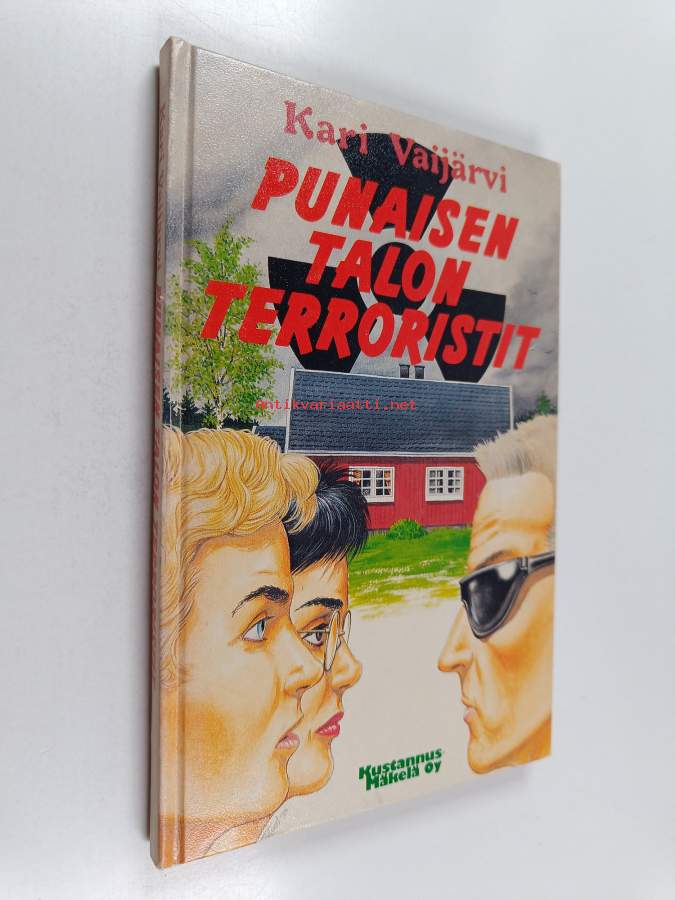 Kari Vaijärvi
PUNAISEN
TALON
TERRORISTIT
antikvariaatti.net
Kustannus-
Mäkelä OY